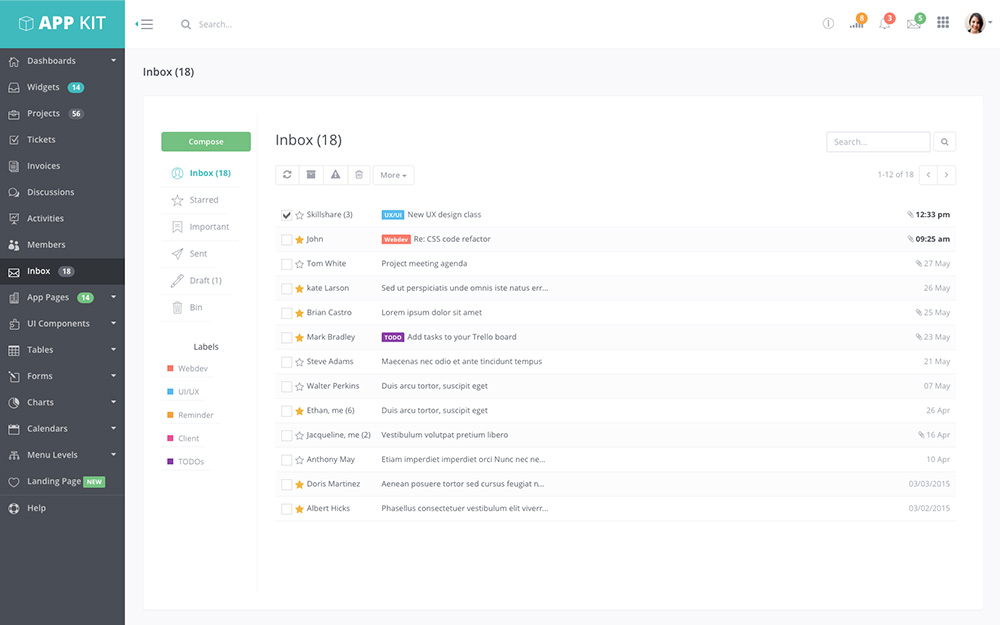 APP KIT
Search...
8
3
5
Dashboards
Widgets 14
Projects 56
Tickets
Invoices
Discussions
Activities
Members
Inbox 18
App Pages 14
UI Components
Tables
Forms
Charts
Calendars
Menu Levels
Landing Page NEW
Help
Inbox (18)
Compose
Inbox (18)
Starred
Important
Sent
Draft (1)
Bin
Labels
Webdev
UI/UX
Reminder
Client
TODOs
Inbox (18)
Search...
More
1-12 of 18
Skillshare (3) UX/UI New UX design class 12:33 pm
John Webdev Re: CSS code refactor 09:25 am
Tom White Project meeting agenda 27 May
kate Larson Sed ut perspiciatis unde omnis iste natus err... 26 May
Brian Castro Lorem ipsum dolor sit amet 25 May
Mark Bradley TODO Add tasks to your Trello board 23 May
Steve Adams Maecenas nec odio et ante tincidunt tempus 21 May
Walter Perkins Duis arcu tortor, suscipit eget 07 May
Ethan, me (6) Duis arcu tortor, suscipit eget 26 Apr
Jacqueline, me (2) Vestibulum volutpat pretium libero 16 Apr
Anthony May Etiam imperdiet imperdiet orci Nunc nec ne... 10 Apr
Doris Martinez Aenean posuere tortor sed cursus feugiat n... 03/03/2015
Albert Hicks Phasellus consectetuer vestibulum elit viverr... 03/02/2015